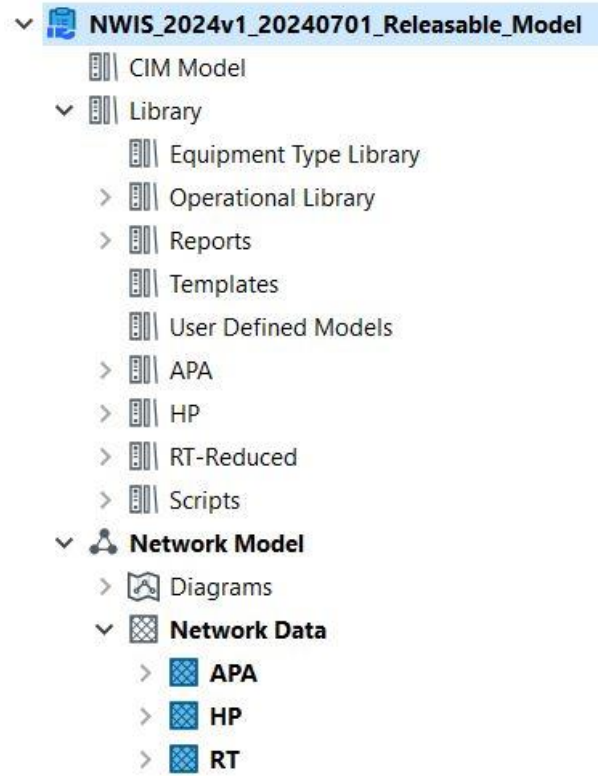 NWIS_2024v1_20240701_Releasable_Model
CIM Model
Library
Equipment Type Library
Operational Library
Reports
Templates
User Defined Models
APA
HP
RT-Reduced
Scripts
Network Model
Diagrams
Network Data
APA
HP
RT